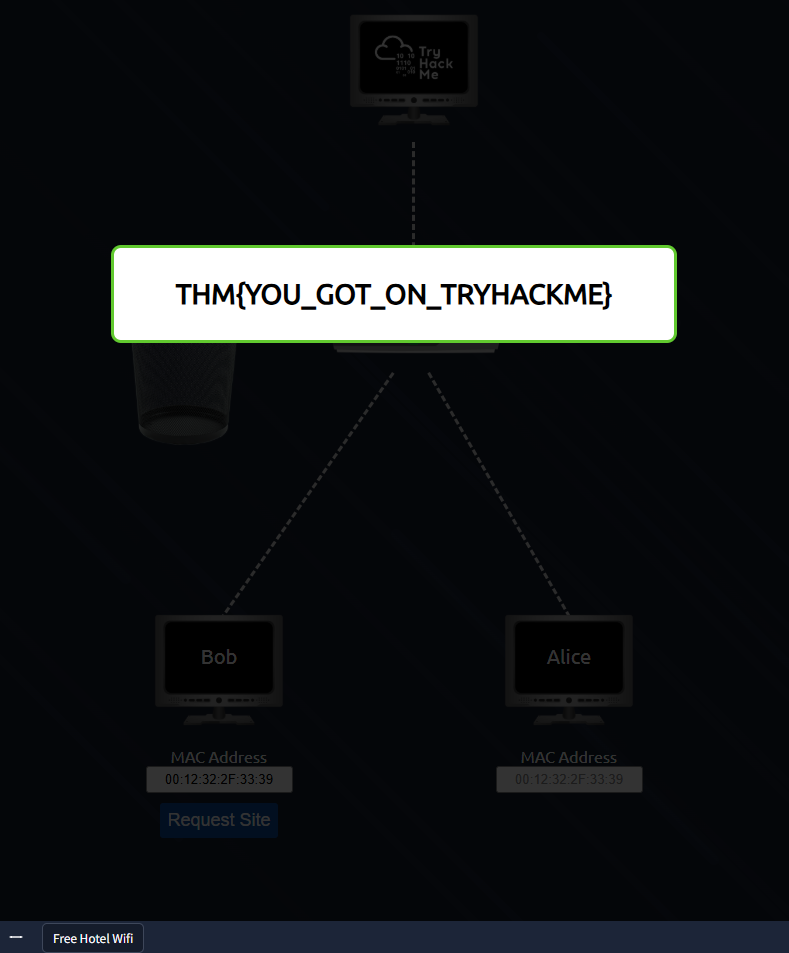 Try
Hack
Me
THM{YOU_GOT_ON_TRYHACKME}
Bob
Alice
MAC Address
MAC Address
00:12:32:2F:33:39
00:12:32:2F:33:39
Request Site
Free Hotel Wifi